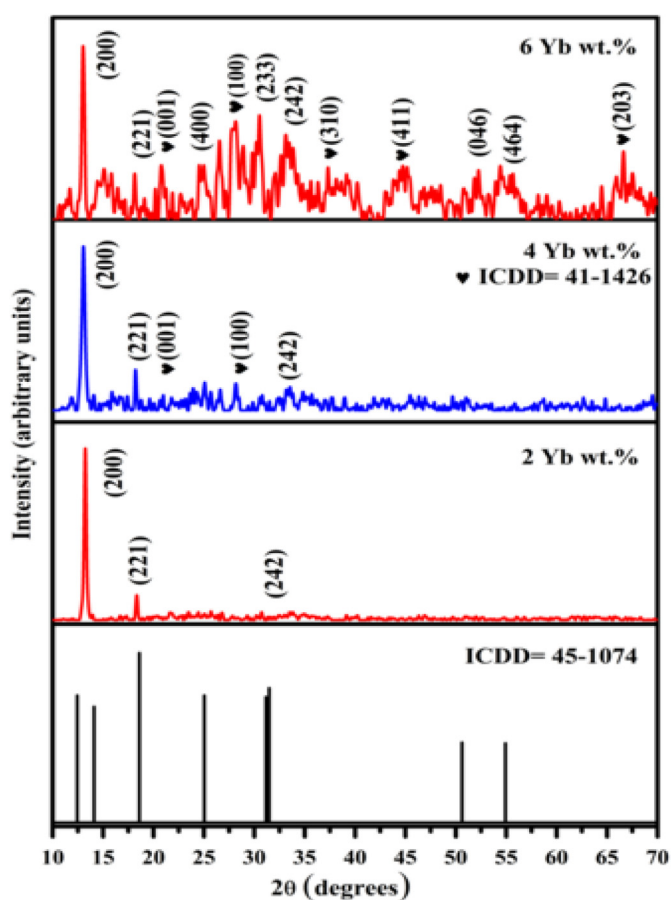 6 Yb wt.%
(200)
(221)
♥(001)
(400)
♥(100)
(233)
(242)
♥(310)
♥(411)
(046)
(464)
♥(203)
4 Yb wt.%
♥ ICDD= 41-1426
(200)
(221)
♥(001)
♥(100)
(242)
2 Yb wt.%
(200)
(221)
(242)
ICDD= 45-1074
Intensity (arbitrary units)
10 15 20 25 30 35 40 45 50 55 60 65 70
2θ (degrees)